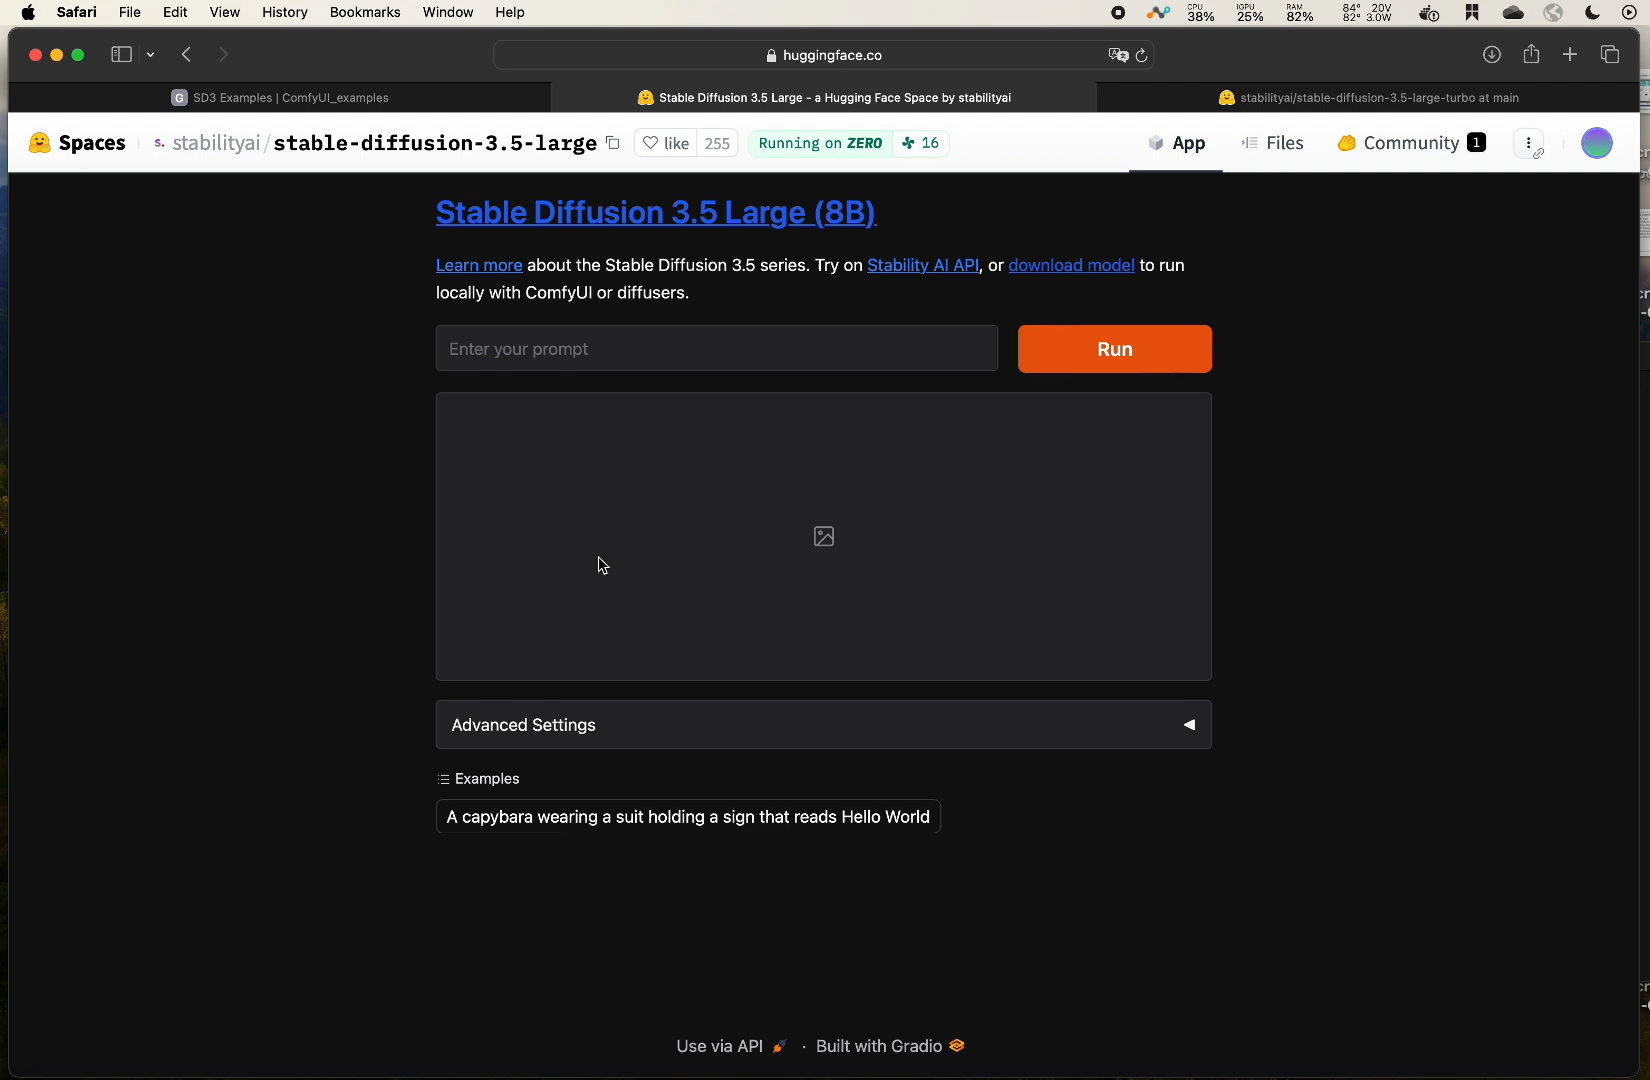 Safari File Edit View History Bookmarks Window Help CPU 38% IGPU 25% RAM 82% 84° 20V 82° 3.0W
huggingface.co
G SD3 Examples | ComfyUI_examples
Stable Diffusion 3.5 Large - a Hugging Face Space by stabilityai
stabilityai/stable-diffusion-3.5-large-turbo at main
Spaces s. stabilityai/stable-diffusion-3.5-large like 255 Running on ZERO 16 App Files Community 1
Stable Diffusion 3.5 Large (8B)
Learn more about the Stable Diffusion 3.5 series. Try on Stability AI API, or download model to run
locally with ComfyUI or diffusers.
Enter your prompt Run
Advanced Settings
Examples
A capybara wearing a suit holding a sign that reads Hello World
Use via API · Built with Gradio